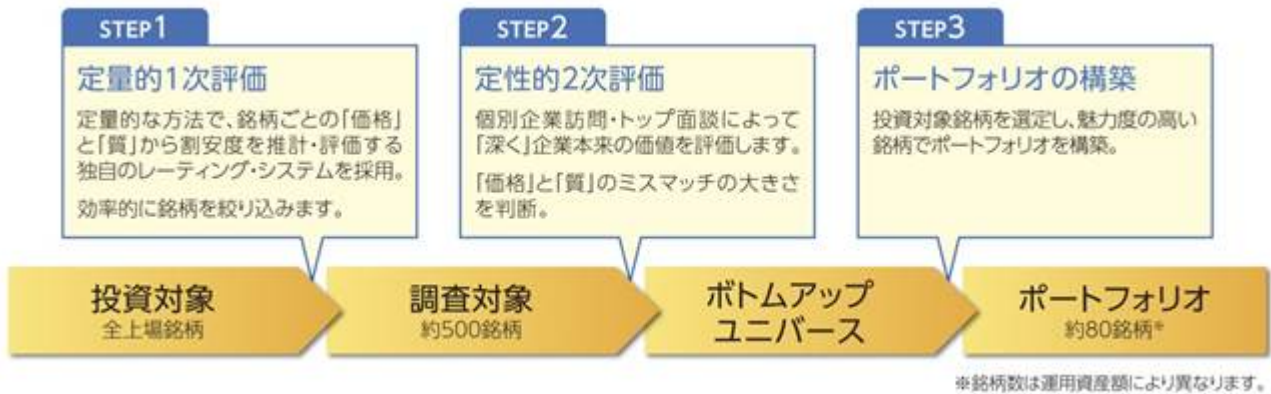 STEP1
定量的1次評価
定量的な方法で、銘柄ごとの「価格」
と「質」から割安度を推計・評価する
独自のレーティング・システムを採用。
効率的に銘柄を絞り込みます。
STEP2
定性的2次評価
個別企業訪問・トップ面談によって
「深く」企業本来の価値を評価します。
「価格」と「質」のミスマッチの大きさ
を判断。
STEP3
ポートフォリオの構築
投資対象銘柄を選定し、魅力度の高い
銘柄でポートフォリオを構築。
投資対象
全上場銘柄
調査対象
約500銘柄
ボトムアップ
ユニバース
ポートフォリオ
約80銘柄※
※銘柄数は運用資産額により異なります。